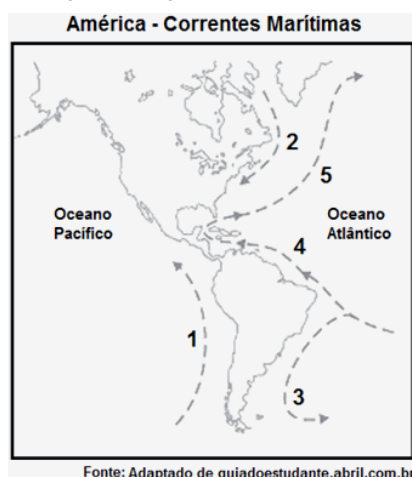 América - Correntes Marítimas
2
5
Oceano
Pacífico
Oceano
Atlântico
4
1
3
Fonte: Adaptado de guiadoestudante.abril.com.br